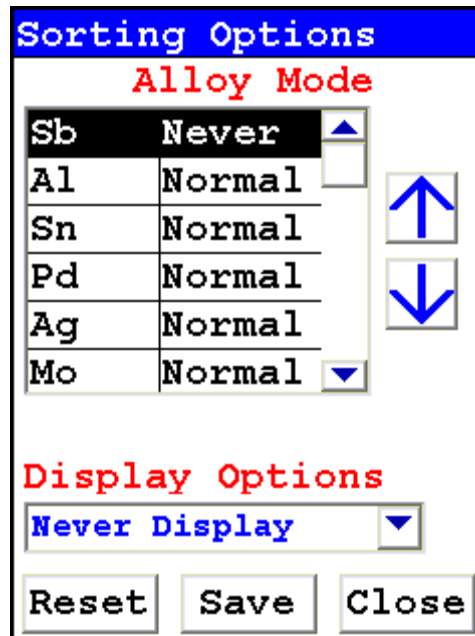 Sorting Options
Alloy Mode
Sb Never
Al Normal
Sn Normal
Pd Normal
Ag Normal
Mo Normal
Display Options
Never Display
Reset Save Close